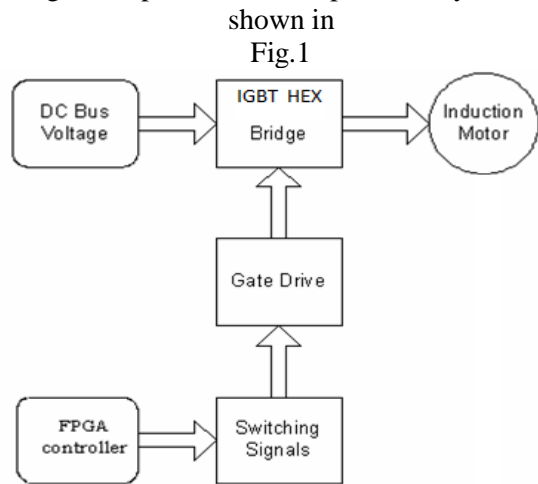 shown in
Fig.1
DC Bus
Voltage
IGBT HEX
Bridge
Induction
Motor
Gate Drive
FPGA
controller
Switching
Signals